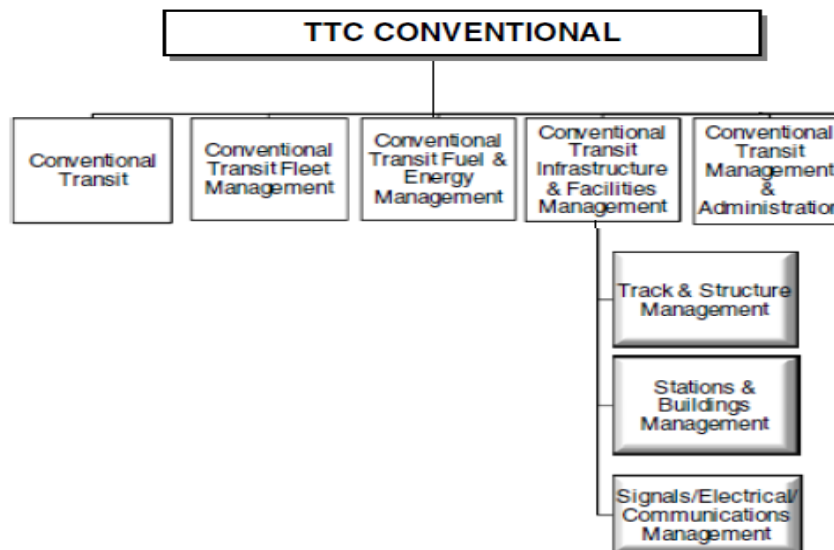 TTC CONVENTIONAL
Conventional
Transit
Conventional
Transit Fleet
Management
Conventional
Transit Fuel &
Energy
Management
Conventional
Transit
Infrastructure
& Facilities
Management
Conventional
Transit
Management
&
Administration
Track & Structure
Management
Stations &
Buildings
Management
Signals/Electrical/
Communications
Management